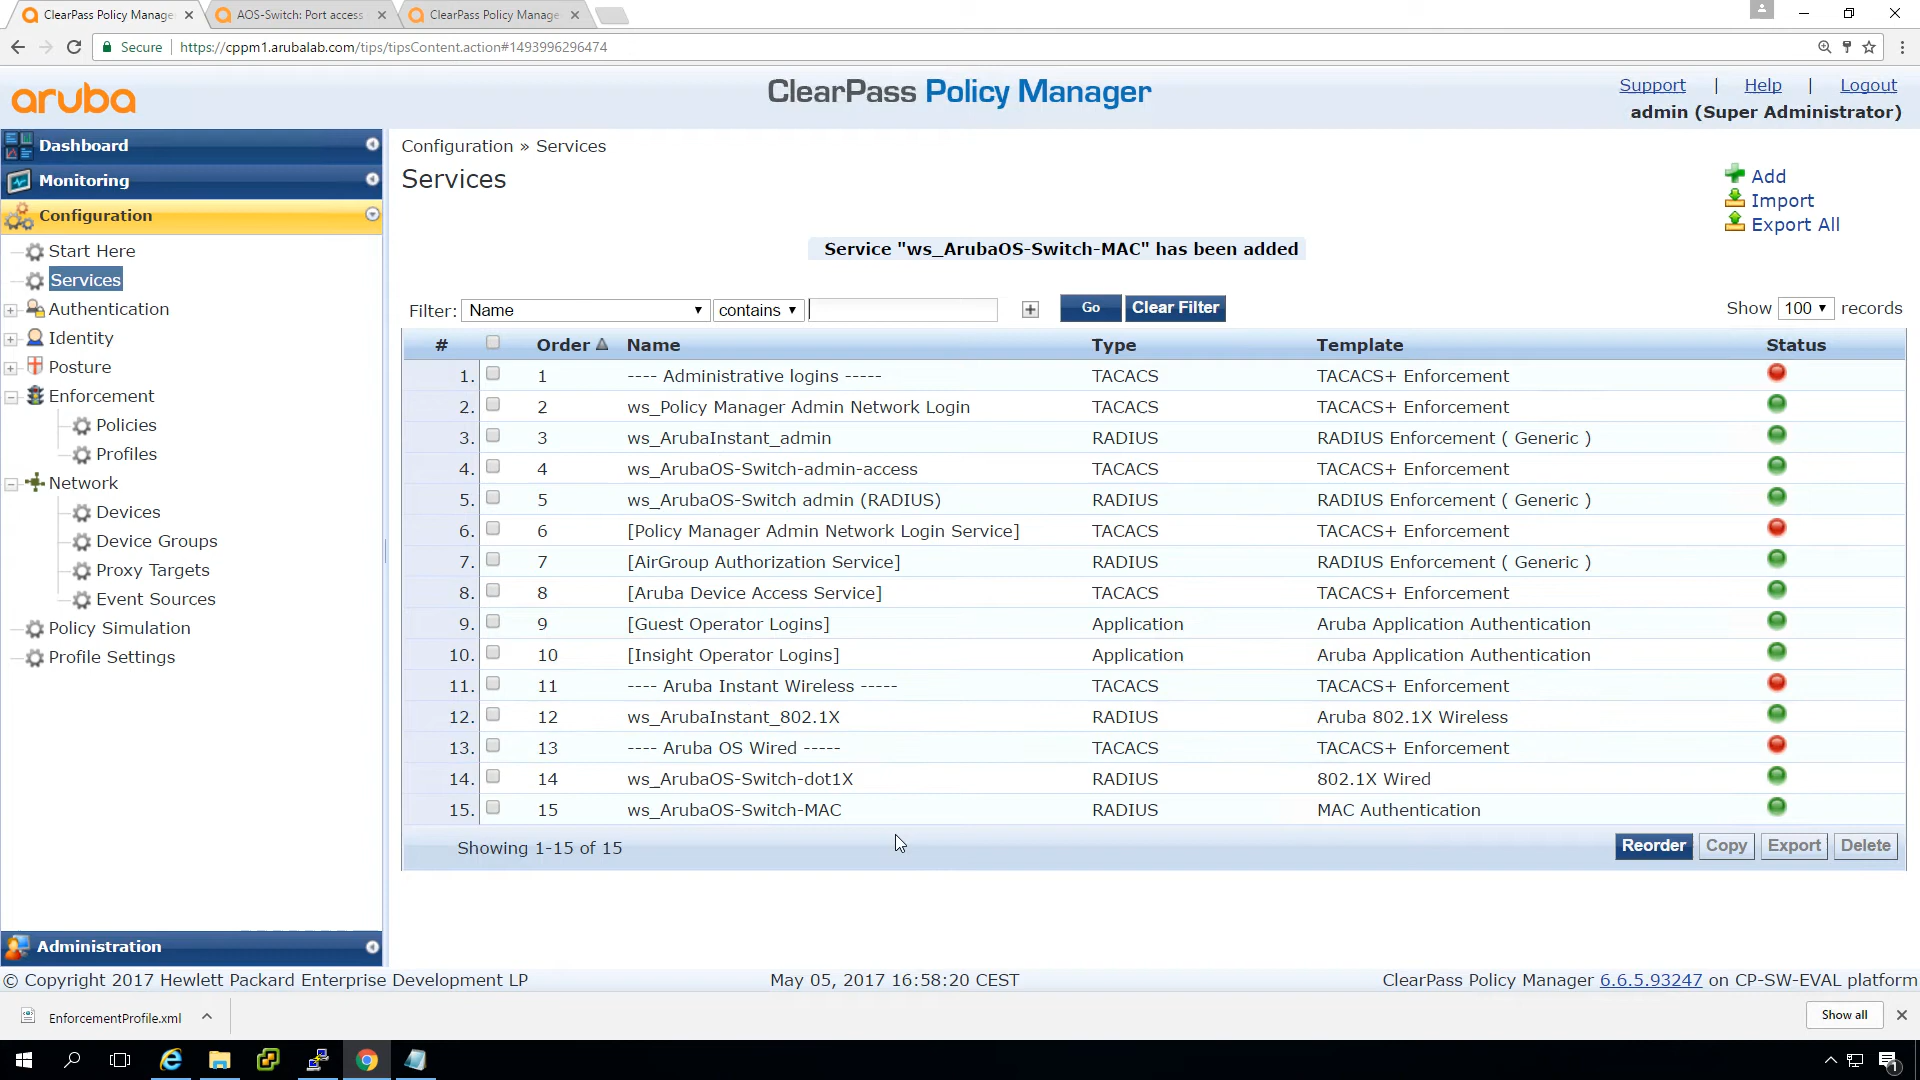 ClearPass Policy Manage
AOS-Switch: Port access
ClearPass Policy Manage
Secure
https://cppm1.arubalab.com/tips/tipsContent.action#1493996296474
aruba
ClearPass Policy Manager
Support | Help | Logout
admin (Super Administrator)
Dashboard
Monitoring
Configuration
Start Here
Services
Authentication
Identity
Posture
Enforcement
Policies
Profiles
Network
Devices
Device Groups
Proxy Targets
Event Sources
Policy Simulation
Profile Settings
Administration
Configuration » Services
Services
Add
Import
Export All
Service "ws_ArubaOS-Switch-MAC" has been added
Filter: Name contains + Go Clear Filter Show 100 records
# Order Name Type Template Status
1. 1 ---- Administrative logins ----- TACACS TACACS+ Enforcement
2. 2 ws_Policy Manager Admin Network Login TACACS TACACS+ Enforcement
3. 3 ws_ArubaInstant_admin RADIUS RADIUS Enforcement ( Generic )
4. 4 ws_ArubaOS-Switch-admin-access TACACS TACACS+ Enforcement
5. 5 ws_ArubaOS-Switch admin (RADIUS) RADIUS RADIUS Enforcement ( Generic )
6. 6 [Policy Manager Admin Network Login Service] TACACS TACACS+ Enforcement
7. 7 [AirGroup Authorization Service] RADIUS RADIUS Enforcement ( Generic )
8. 8 [Aruba Device Access Service] TACACS TACACS+ Enforcement
9. 9 [Guest Operator Logins] Application Aruba Application Authentication
10. 10 [Insight Operator Logins] Application Aruba Application Authentication
11. 11 ---- Aruba Instant Wireless ----- TACACS TACACS+ Enforcement
12. 12 ws_ArubaInstant_802.1X RADIUS Aruba 802.1X Wireless
13. 13 ---- Aruba OS Wired ----- TACACS TACACS+ Enforcement
14. 14 ws_ArubaOS-Switch-dot1X RADIUS 802.1X Wired
15. 15 ws_ArubaOS-Switch-MAC RADIUS MAC Authentication
Showing 1-15 of 15
Reorder Copy Export Delete
© Copyright 2017 Hewlett Packard Enterprise Development LP
May 05, 2017 16:58:20 CEST
ClearPass Policy Manager 6.6.5.93247 on CP-SW-EVAL platform
EnforcementProfile.xml
Show all
1